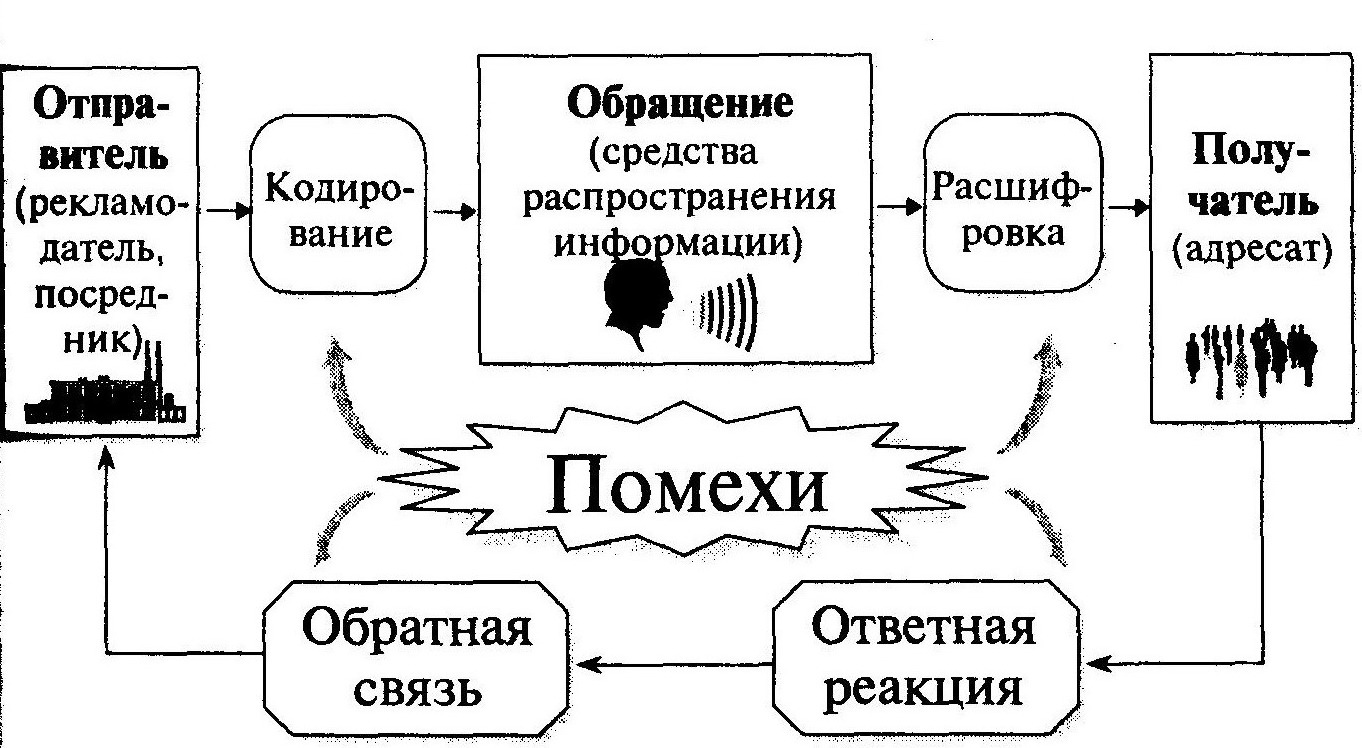 Отпра-
витель
(рекламо-
датель,
посред-
ник)
Кодиро-
вание
Обращение
(средства
распространения
информации)
Расшиф-
ровка
Полу-
чатель
(адресат)
Помехи
Обратная
связь
Ответная
реакция